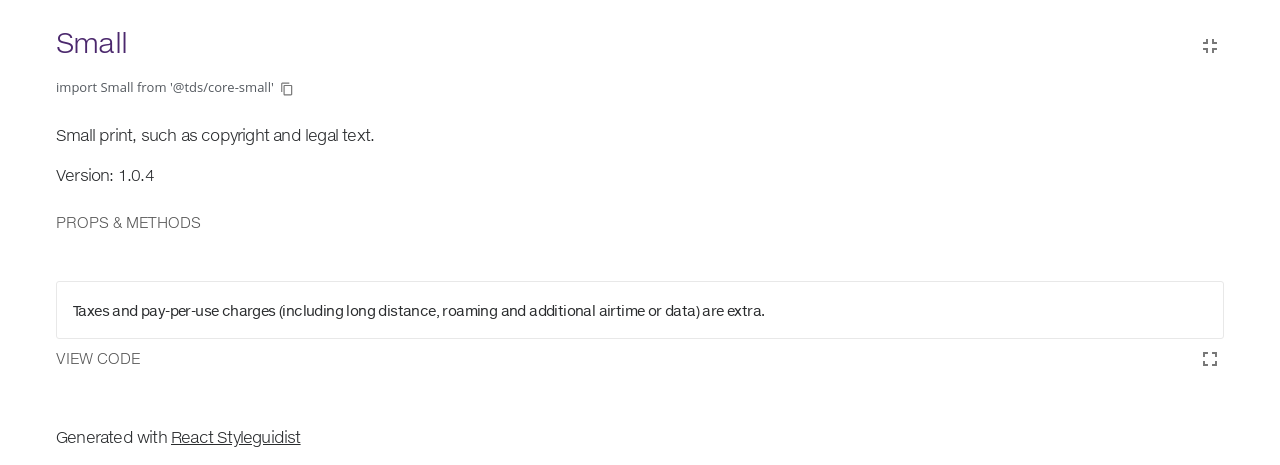 Small
import Small from '@tds/core-small'
Small print, such as copyright and legal text.
Version: 1.0.4
PROPS & METHODS
Taxes and pay-per-use charges (including long distance, roaming and additional airtime or data) are extra.
VIEW CODE
Generated with React Styleguidist